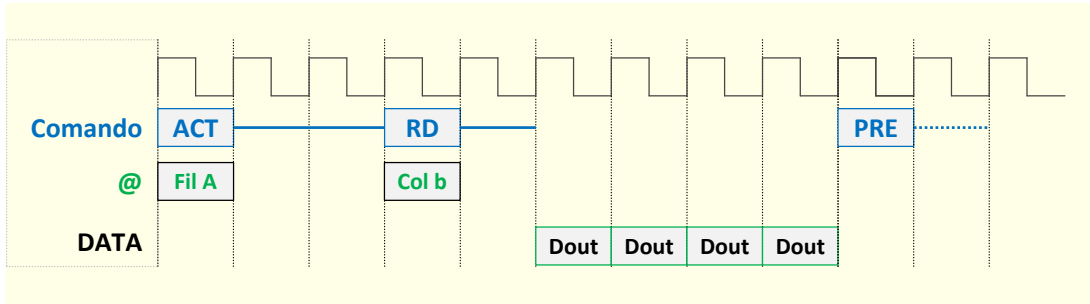 Comando ACT RD PRE
@ Fil A Col b
DATA Dout Dout Dout Dout